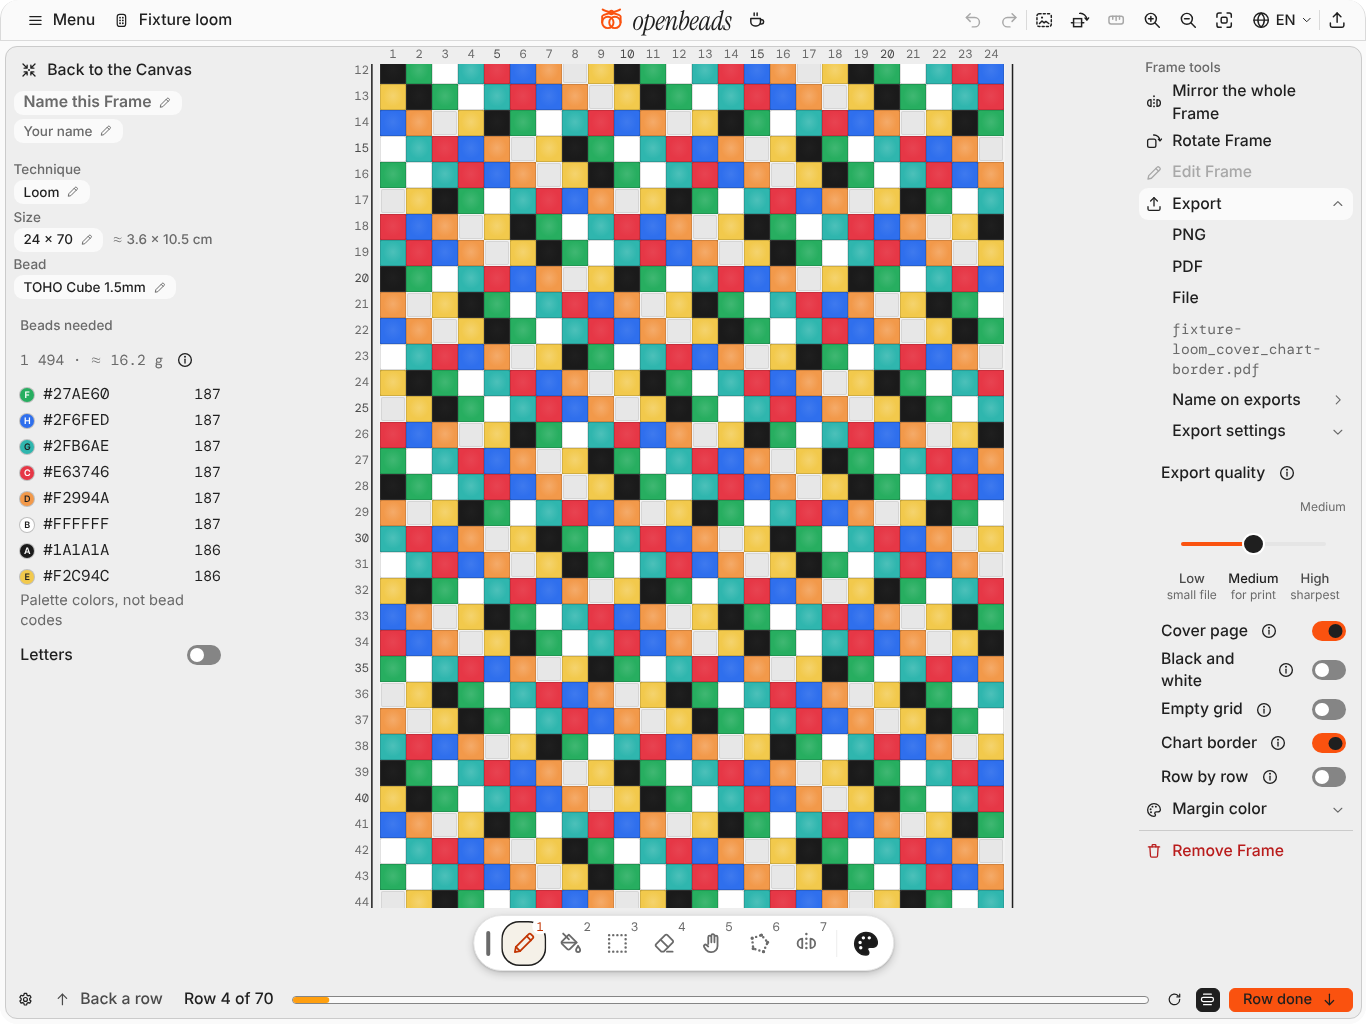 Menu
Fixture loom
openbeads
EN
Back to the Canvas
Name this Frame
Your name
Technique
Loom
Size
24 × 70
≈ 3.6 × 10.5 cm
Bead
TOHO Cube 1.5mm
Beads needed
1 494 · ≈ 16.2 g
F #27AE60 187
H #2F6FED 187
G #2FB6AE 187
C #E63746 187
D #F2994A 187
B #FFFFFF 187
A #1A1A1A 186
E #F2C94C 186
Palette colors, not bead
codes
Letters
1 2 3 4 5 6 7 8 9 10 11 12 13 14 15 16 17 18 19 20 21 22 23 24
12
13
14
15
16
17
18
19
20
21
22
23
24
25
26
27
28
29
30
31
32
33
34
35
36
37
38
39
40
41
42
43
44
Frame tools
Mirror the whole
Frame
Rotate Frame
Edit Frame
Export
PNG
PDF
File
fixture-
loom_cover_chart-
border.pdf
Name on exports
Export settings
Export quality
Medium
Low Medium High
small file for print sharpest
Cover page
Black and
white
Empty grid
Chart border
Row by row
Margin color
Remove Frame
1 2 3 4 5 6 7
Back a row
Row 4 of 70
Row done